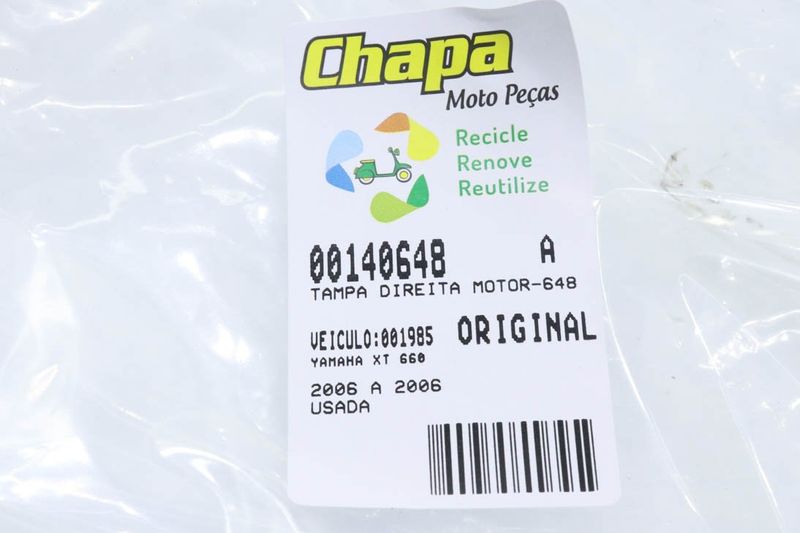 Chapa
Moto Peças
Recicle
Renove
Reutilize
00140648 A
TAMPA DIREITA MOTOR-648
VEICULO:001985 ORIGINAL
YAMAHA XT 660
2006 A 2006
USADA